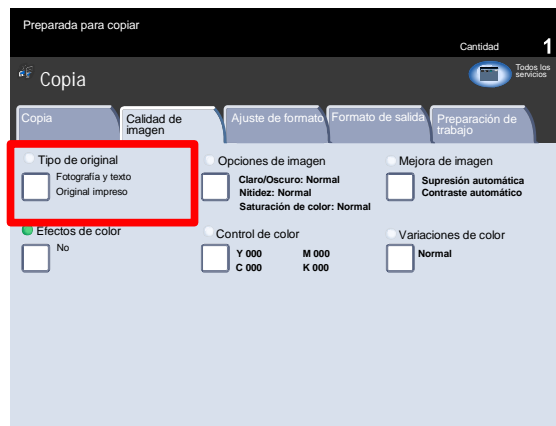 Preparada para copiar
Cantidad 1
Copia
Todos los
servicios
Copia
Calidad de
imagen
Ajuste de formato
Formato de salida
Preparación de
trabajo
Tipo de original
Fotografía y texto
Original impreso
Opciones de imagen
Claro/Oscuro: Normal
Nitidez: Normal
Saturación de color: Normal
Mejora de imagen
Supresión automática
Contraste automático
Efectos de color
No
Control de color
Y 000 M 000
C 000 K 000
Variaciones de color
Normal